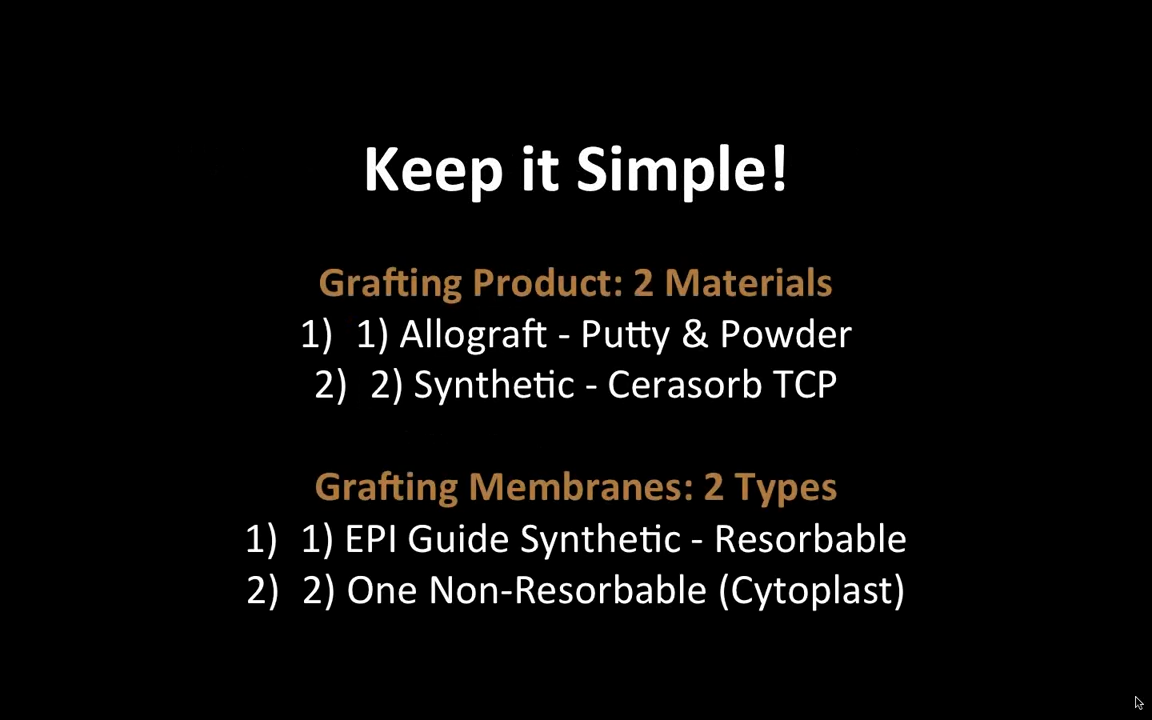 Keep it Simple!
Grafting Product: 2 Materials
1) 1) Allograft - Putty & Powder
2) 2) Synthetic - Cerasorb TCP
Grafting Membranes: 2 Types
1) 1) EPI Guide Synthetic - Resorbable
2) 2) One Non-Resorbable (Cytoplast)